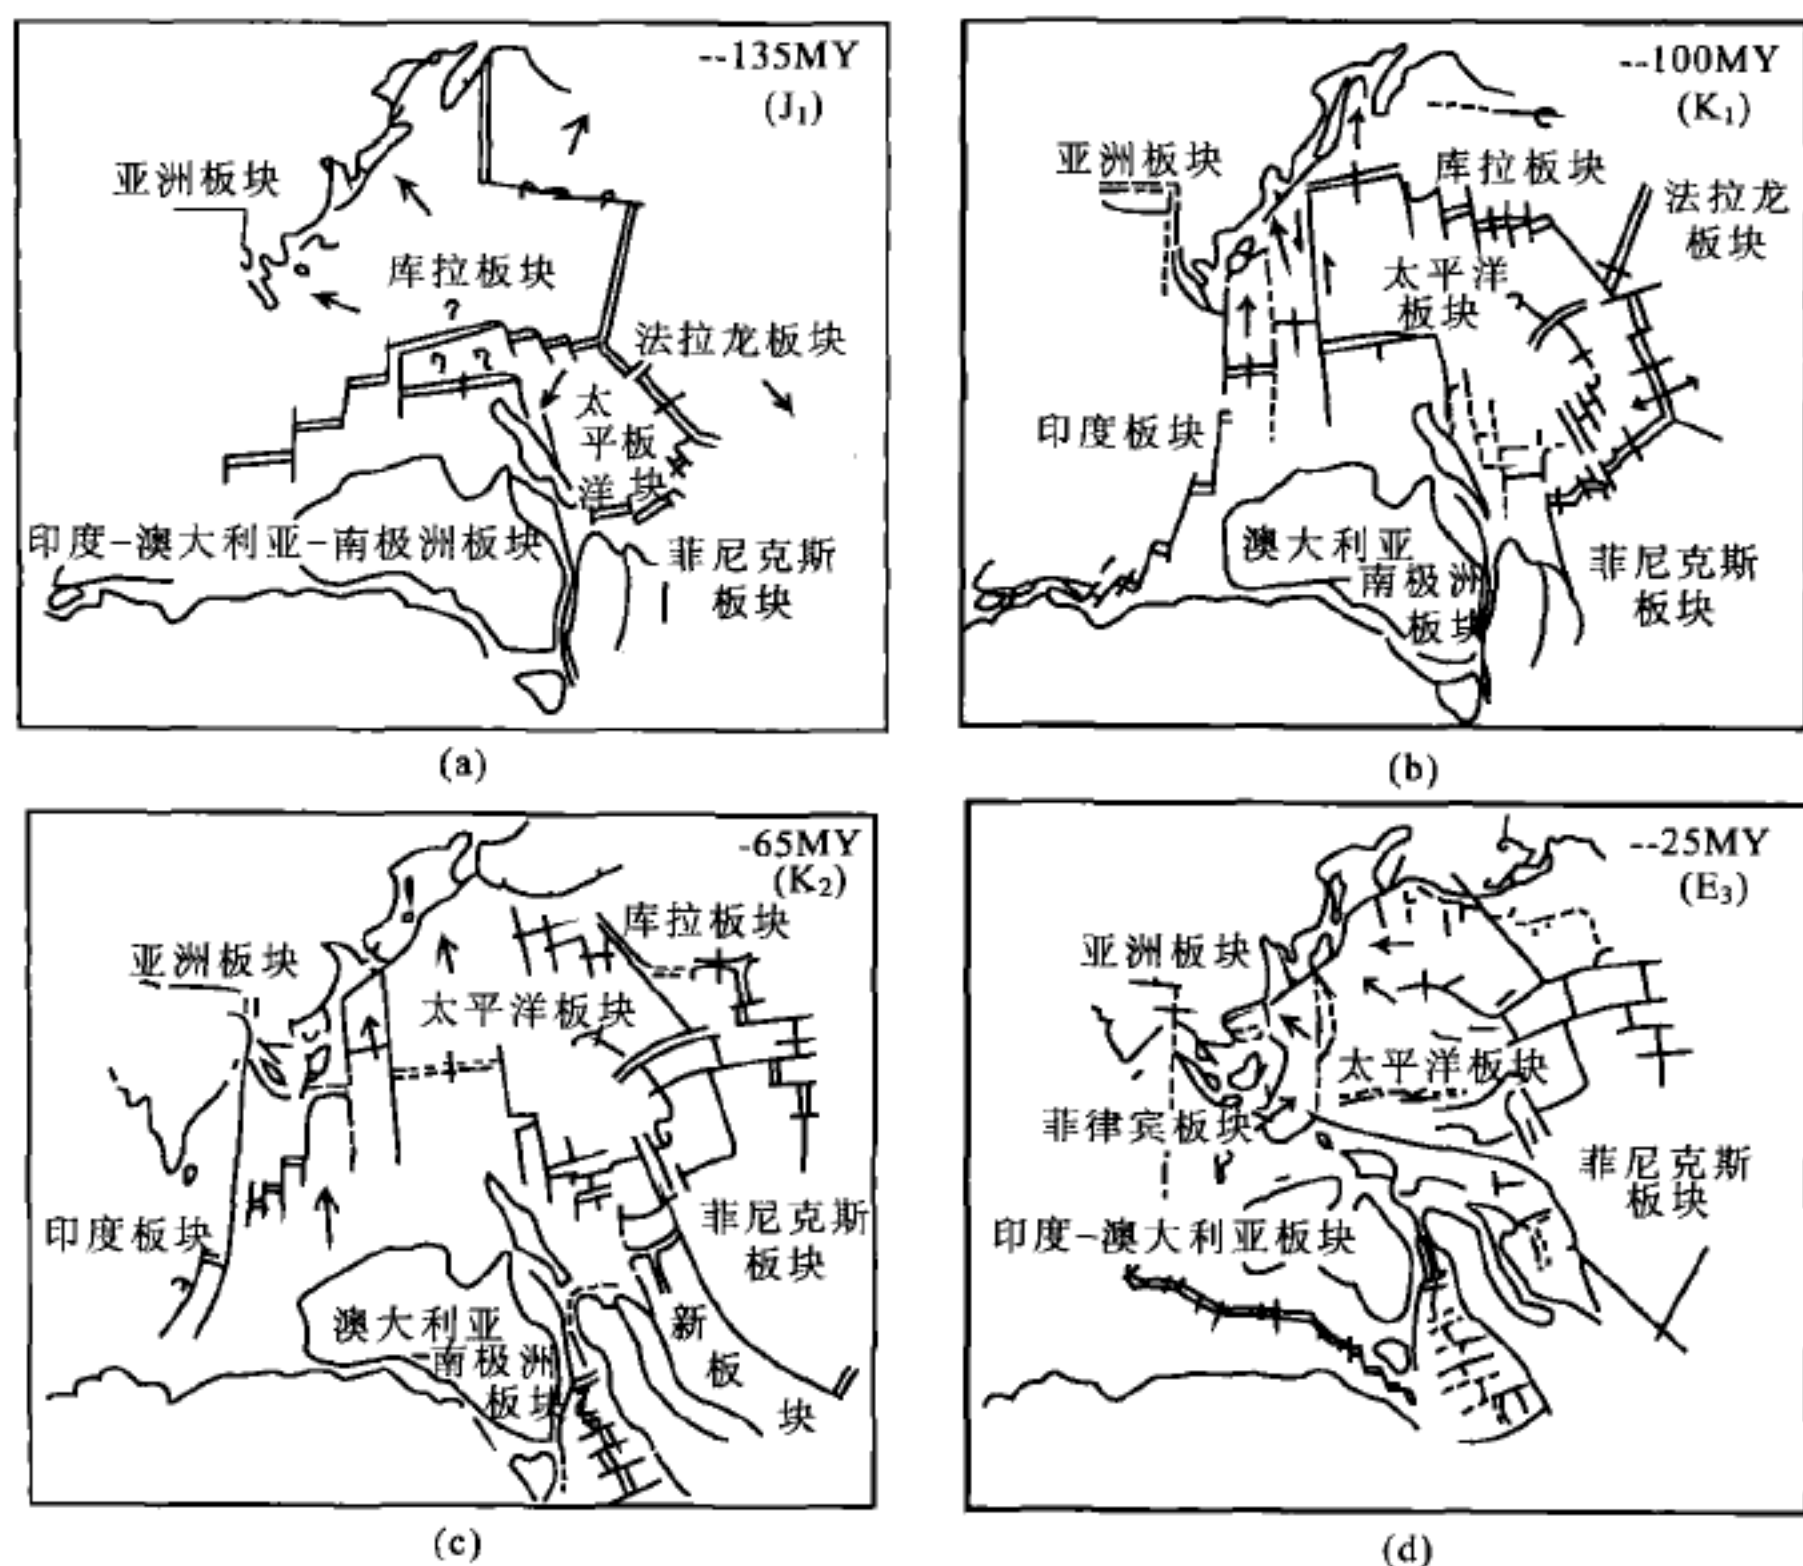 --135MY
(J₁)
亚洲板块
库拉板块
?
? ?
法拉龙板块
太
平板
洋块
印度-澳大利亚-南极洲板块
菲尼克斯
板块
(a)
--100MY
(K₁)
亚洲板块
库拉板块
法拉龙
板块
太平洋
板块
印度板块
澳大利亚
南极洲
板块
菲尼克斯
板块
(b)
-65MY
(K₂)
库拉板块
亚洲板块
太平洋板块
印度板块
菲尼克斯
板块
澳大利亚
-南极洲
板块
新
板
块
(c)
--25MY
(E₃)
亚洲板块
太平洋板块
菲律宾板块
菲尼克斯
板块
印度-澳大利亚板块
(d)